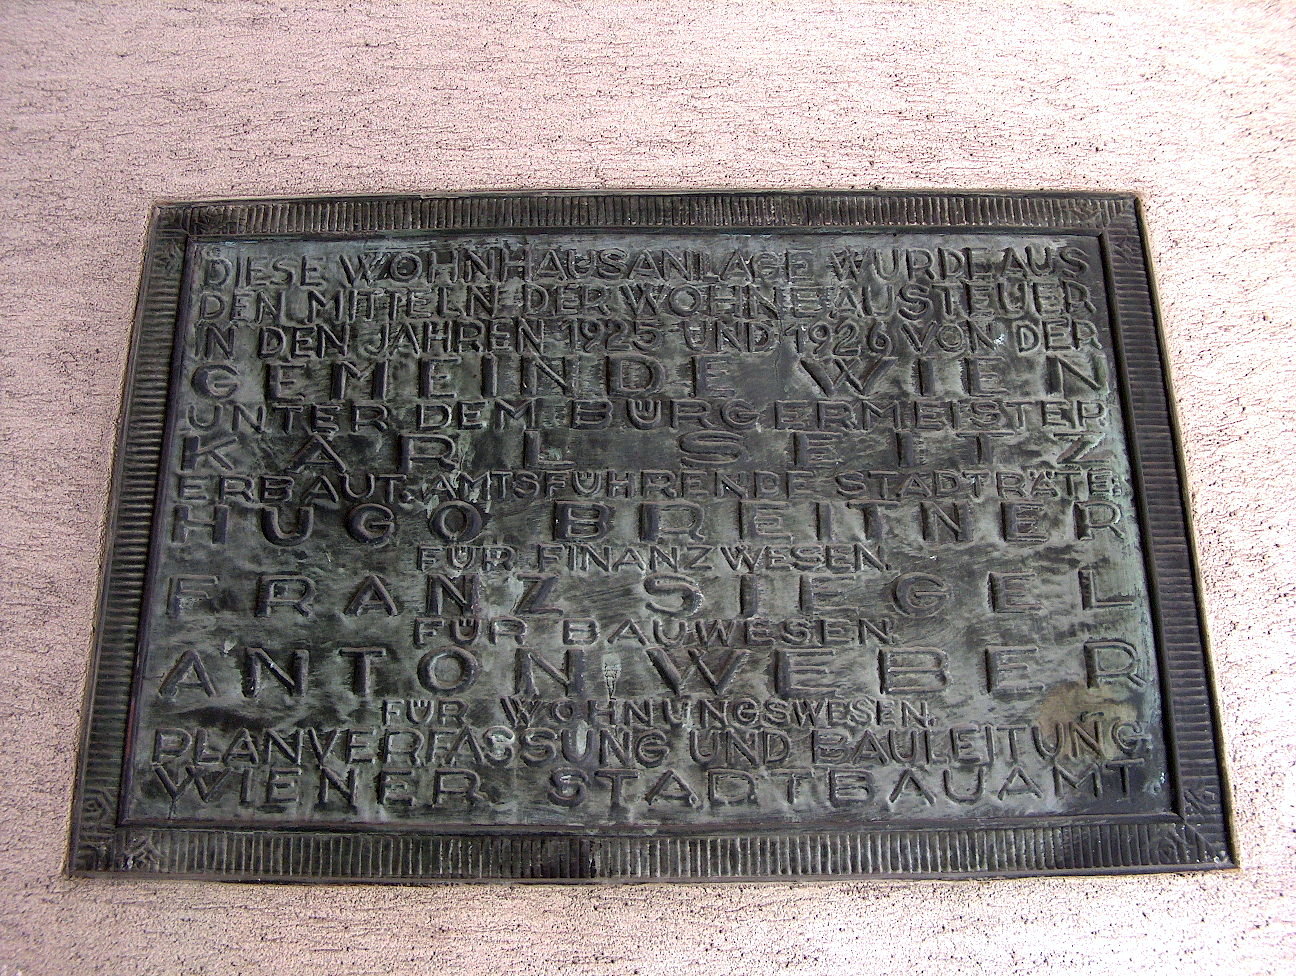 DIESE WOHNHAUSANLAGE WURDE AUS
DEN MITTELN DER WOHNBAUSTEUER
IN DEN JAHREN 1925 UND 1926 VON DER
GEMEINDE WIEN
UNTER DEM BÜRGERMEISTER
KARL SEITZ
ERBAUT. AMTSFÜHRENDE STADTRÄTE:
HUGO BREITNER
FÜR FINANZWESEN.
FRANZ SIEGEL
FÜR BAUWESEN.
ANTON WEBER
FÜR WOHNUNGSWESEN.
PLANVERFASSUNG UND BAULEITUNG
WIENER STADTBAUAMT